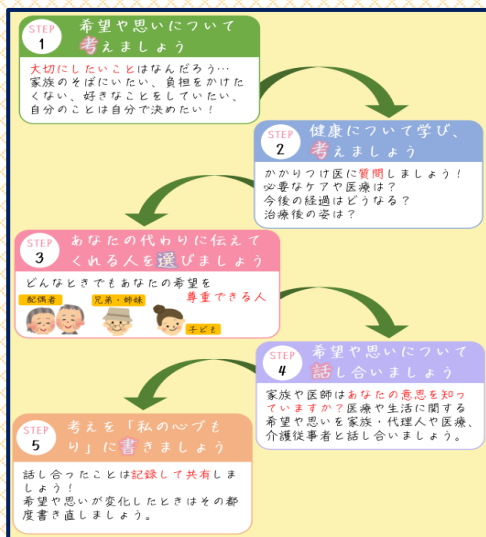 STEP
1
希望や思いについて
考えましょう
大切にしたいことはなんだろう…
家族のそばにいたい、負担をかけた
くない、好きなことをしていたい、
自分のことは自分で決めたい！
STEP
2
健康について学び、
考えましょう
かかりつけ医に質問しましょう！
必要なケアや医療は？
今後の経過はどうなる？
治療後の姿は？
STEP
3
あなたの代わりに伝えて
くれる人を選びましょう
どんなときでもあなたの希望を
尊重できる人
配偶者
兄弟・姉妹
子ども
STEP
4
希望や思いについて
話し合いましょう
家族や医師はあなたの意思を知っ
ていますか？医療や生活に関する
希望や思いを家族・代理人や医療、
介護従事者と話し合いましょう。
STEP
5
考えを「私の心づも
り」に書きましょう
話し合ったことは記録して共有しま
しょう！
希望や思いが変化したときはその都
度書き直しましょう。